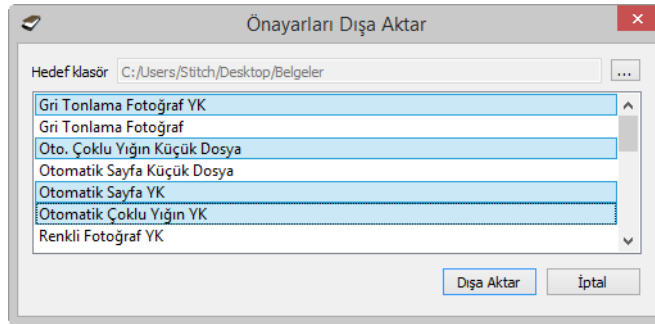 Önayarları Dışa Aktar
Hedef klasör C:/Users/Stitch/Desktop/Belgeler ...
Gri Tonlama Fotoğraf YK
Gri Tonlama Fotoğraf
Oto. Çoklu Yığın Küçük Dosya
Otomatik Sayfa Küçük Dosya
Otomatik Sayfa YK
Otomatik Çoklu Yığın YK
Renkli Fotoğraf YK
Dışa Aktar İptal